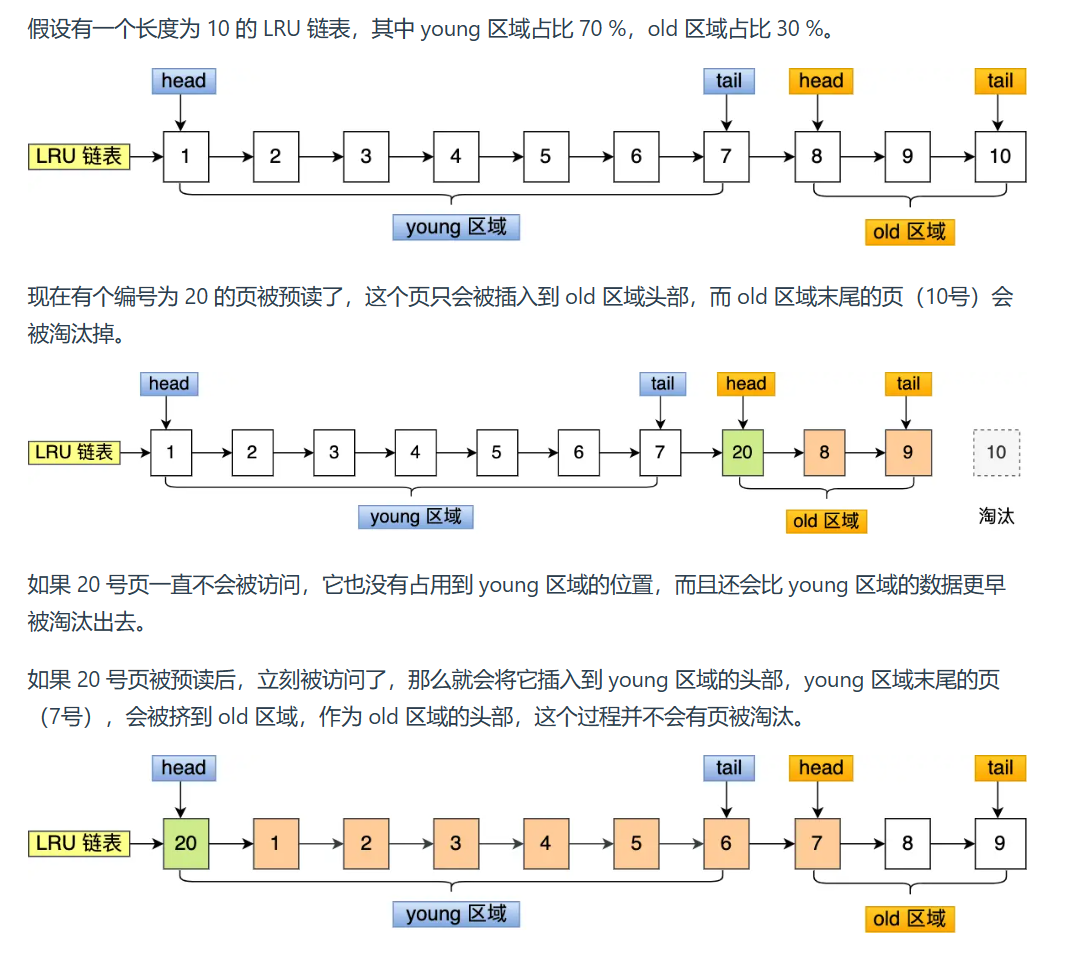 假设有一个长度为 10 的 LRU 链表，其中 young 区域占比 70 %，old 区域占比 30 %。
head tail head tail
LRU 链表 1 2 3 4 5 6 7 8 9 10
young 区域 old 区域
现在有个编号为 20 的页被预读了，这个页只会被插入到 old 区域头部，而 old 区域末尾的页（10号）会
被淘汰掉。
head tail head tail
LRU 链表 1 2 3 4 5 6 7 20 8 9 10
young 区域 old 区域 淘汰
如果 20 号页一直不会被访问，它也没有占用到 young 区域的位置，而且还会比 young 区域的数据更早
被淘汰出去。
如果 20 号页被预读后，立刻被访问了，那么就会将它插入到 young 区域的头部，young 区域末尾的页
（7号），会被挤到 old 区域，作为 old 区域的头部，这个过程并不会有页被淘汰。
head tail head tail
LRU 链表 20 1 2 3 4 5 6 7 8 9
young 区域 old 区域